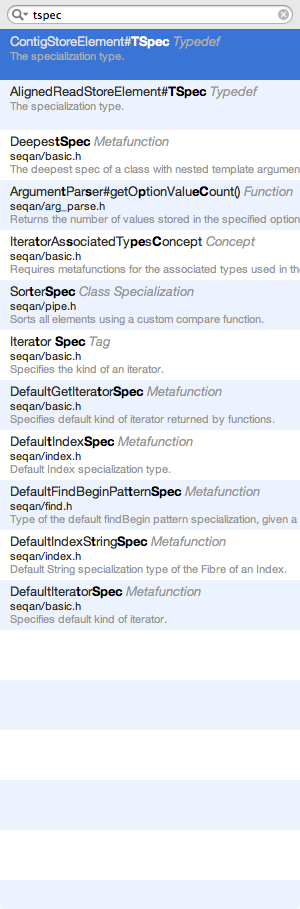 tspec
ContigStoreElement#TSpec Typedef
The specialization type.
AlignedReadStoreElement#TSpec Typedef
The specialization type.
DeepestSpec Metafunction
seqan/basic.h
The deepest spec of a class with nested template argumen
ArgumentParser#getOptionValueCount() Function
seqan/arg_parse.h
Returns the number of values stored in the specified option
IteratorAssociatedTypesConcept Concept
seqan/basic.h
Requires metafunctions for the associated types used in the
SorterSpec Class Specialization
seqan/pipe.h
Sorts all elements using a custom compare function.
Iterator Spec Tag
seqan/basic.h
Specifies the kind of an iterator.
DefaultGetIteratorSpec Metafunction
seqan/basic.h
Specifies default kind of iterator returned by functions.
DefaultIndexSpec Metafunction
seqan/index.h
Default Index specialization type.
DefaultFindBeginPatternSpec Metafunction
seqan/find.h
Type of the default findBegin pattern specialization, given a
DefaultIndexStringSpec Metafunction
seqan/index.h
Default String specialization type of the Fibre of an Index.
DefaultIteratorSpec Metafunction
seqan/basic.h
Specifies default kind of iterator.